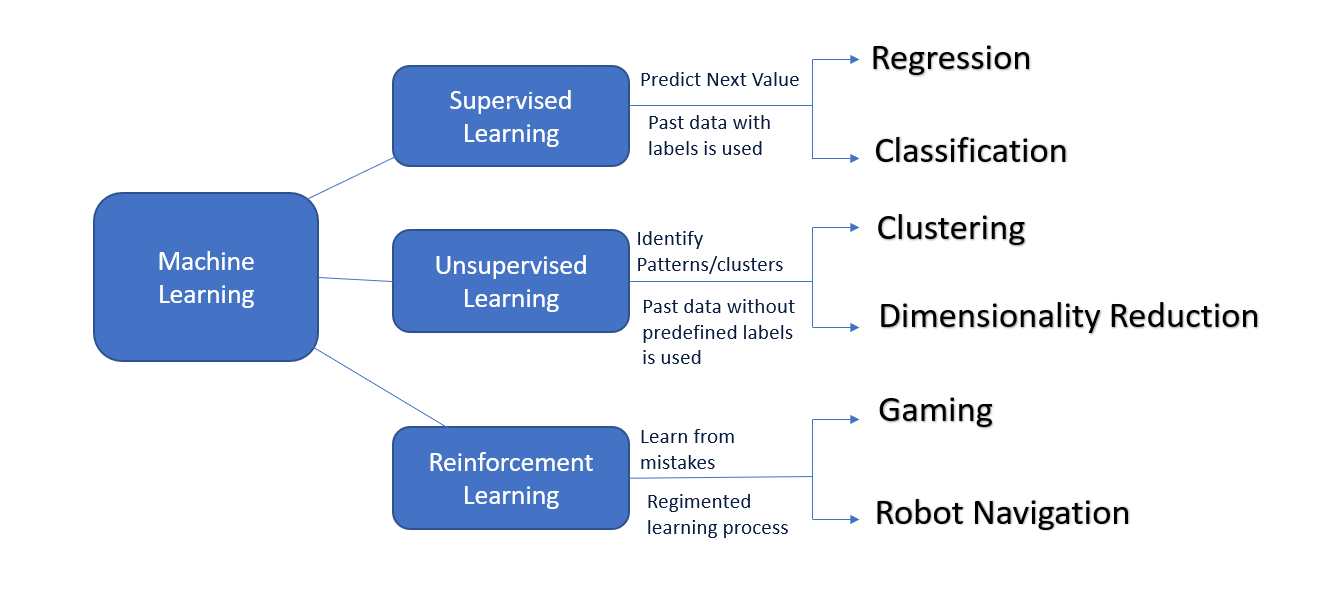 Machine
Learning
Supervised
Learning
Predict Next Value
Past data with
labels is used
Regression
Classification
Unsupervised
Learning
Identify
Patterns/clusters
Past data without
predefined labels
is used
Clustering
Dimensionality Reduction
Reinforcement
Learning
Learn from
mistakes
Regimented
learning process
Gaming
Robot Navigation